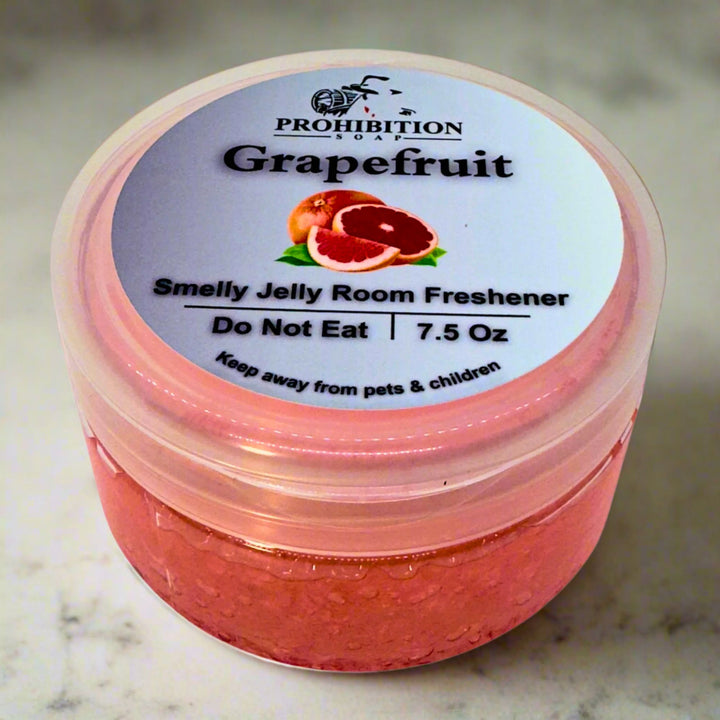 PROHIBITION
SOAP
Grapefruit
Smelly Jelly Room Freshener
Do Not Eat | 7.5 Oz
Keep away from pets & children